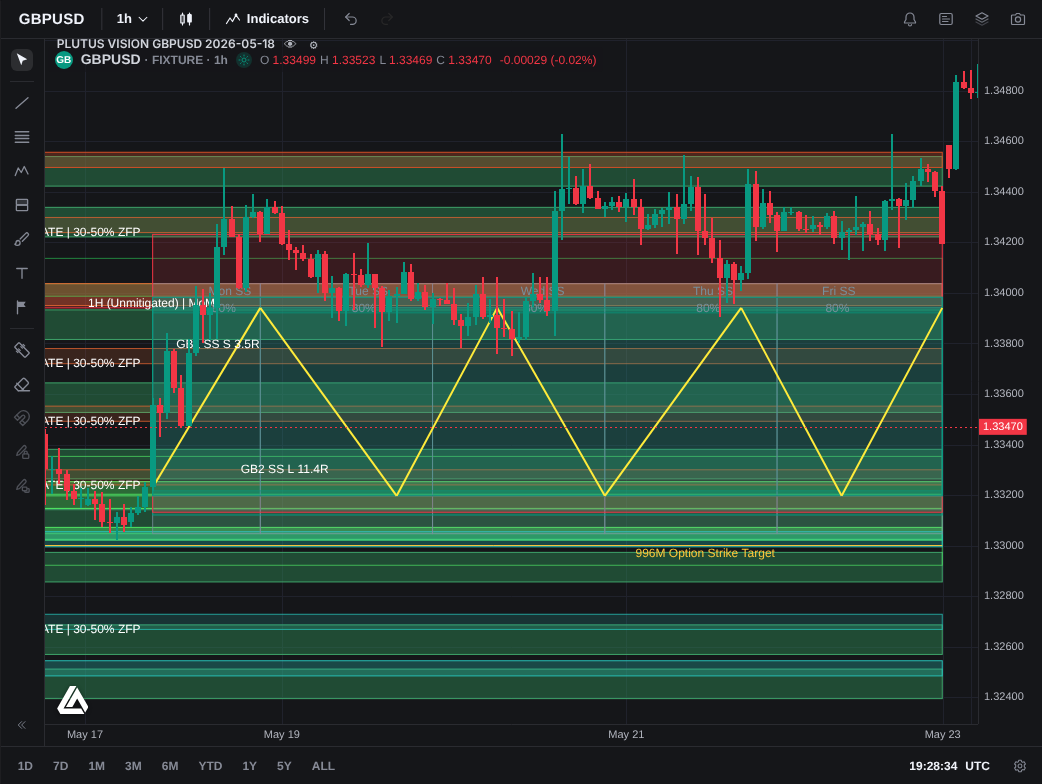 GBPUSD 1h Indicators
PLUTUS VISION GBPUSD 2026-05-18
GB GBPUSD · FIXTURE · 1h O 1.33499 H 1.33523 L 1.33469 C 1.33470 -0.00029 (-0.02%)
1.34800
1.34600
1.34400
ATE | 30-50% ZFP
1.34200
Mon SS Tue SS Wed SS Thu SS Fri SS
1.34000
1H (Unmitigated) | MoM
80% 80% 80%
GB1 SS S 3.5R
1.33800
ATE | 30-50% ZFP
1.33600
ATE | 30-50% ZFP
1.33470
1.33400
GB2 SS L 11.4R
ATE | 30-50% ZFP
1.33200
1.33000
996M Option Strike Target
1.32800
ATE | 30-50% ZFP
1.32600
1.32400
May 17 May 19 May 21 May 23
1D 7D 1M 3M 6M YTD 1Y 5Y ALL 19:28:34 UTC